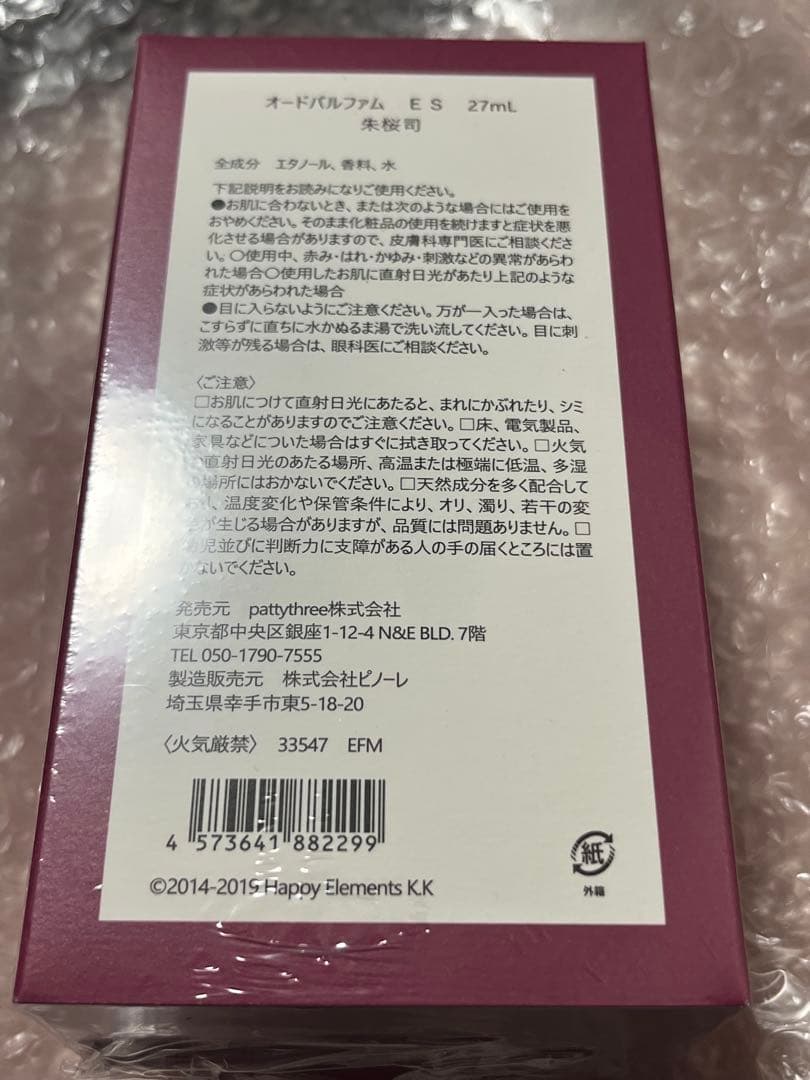 オードパルファム　ＥＳ　27mL
朱桜司
全成分　エタノール、香料、水
下記説明をお読みになりご使用ください。
●お肌に合わないとき、または次のような場合にはご使用を
おやめください。そのまま化粧品の使用を続けますと症状を悪
化させる場合がありますので、皮膚科専門医にご相談くださ
い。〇使用中、赤み・はれ・かゆみ・刺激などの異常があらわ
れた場合〇使用したお肌に直射日光があたり上記のような
症状があらわれた場合
●目に入らないようにご注意ください。万が一入った場合は、
こすらずに直ちに水かぬるま湯で洗い流してください。目に刺
激等が残る場合は、眼科医にご相談ください。
〈ご注意〉
□お肌につけて直射日光にあたると、まれにかぶれたり、シミ
になることがありますのでご注意ください。□床、電気製品、
家具などについた場合はすぐに拭き取ってください。□火気
直射日光のあたる場所、高温または極端に低温、多湿
の場所にはおかないでください。□天然成分を多く配合して
り、温度変化や保管条件により、オリ、濁り、若干の変
が生じる場合がありますが、品質には問題ありません。□
児並びに判断力に支障がある人の手の届くところには置
かないでください。
発売元　pattythree株式会社
東京都中央区銀座1-12-4 N&E BLD. 7階
TEL 050-1790-7555
製造販売元　株式会社ピノーレ
埼玉県幸手市東5-18-20
〈火気厳禁〉 33547 EFM
4 573641 882299
©2014-2019 Happy Elements K.K
紙
外箱